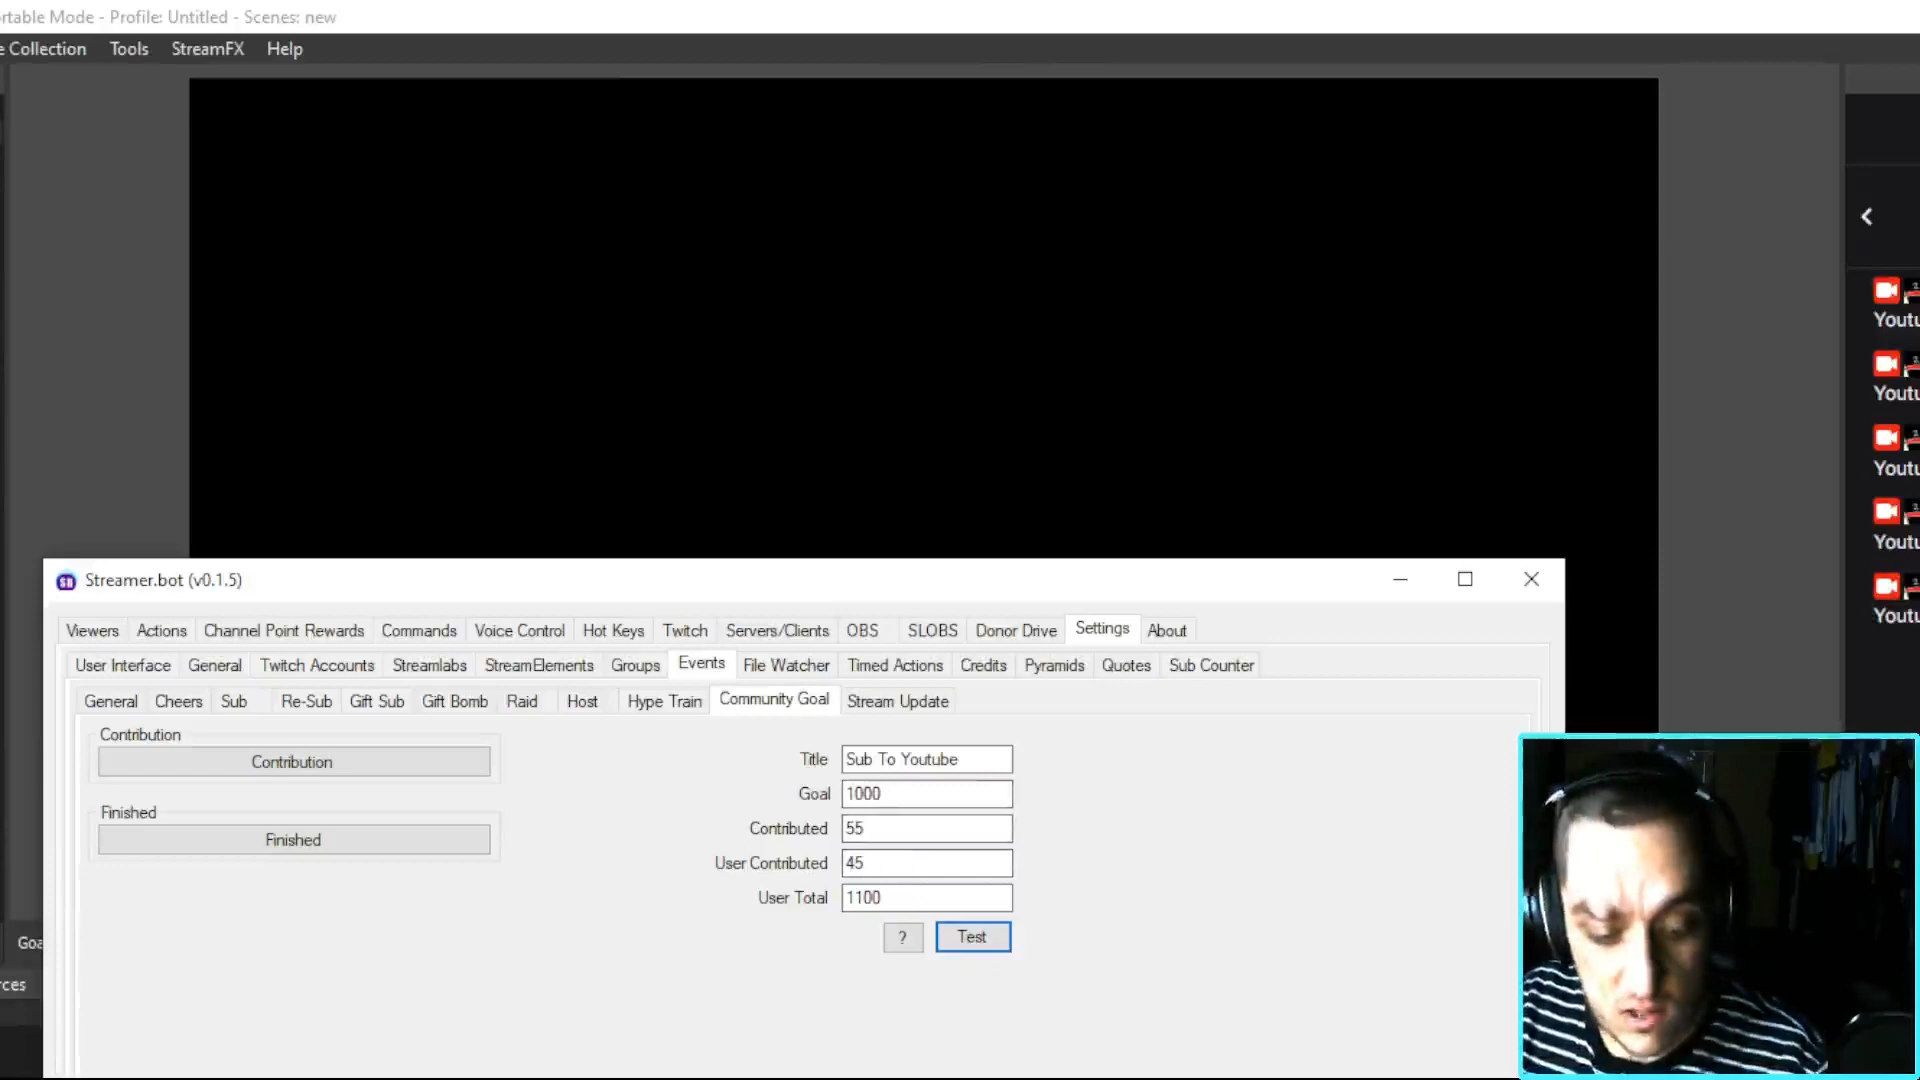 rtable Mode - Profile: Untitled - Scenes: new
e Collection Tools StreamFX Help
Youtu
Youtu
Youtu
Youtu
Youtu
SB Streamer.bot (v0.1.5)
Viewers Actions Channel Point Rewards Commands Voice Control Hot Keys Twitch Servers/Clients OBS SLOBS Donor Drive Settings About
User Interface General Twitch Accounts Streamlabs StreamElements Groups Events File Watcher Timed Actions Credits Pyramids Quotes Sub Counter
General Cheers Sub Re-Sub Gift Sub Gift Bomb Raid Host Hype Train Community Goal Stream Update
Contribution
Contribution
Finished
Finished
Title Sub To Youtube
Goal 1000
Contributed 55
User Contributed 45
User Total 1100
? Test
Goa
rces